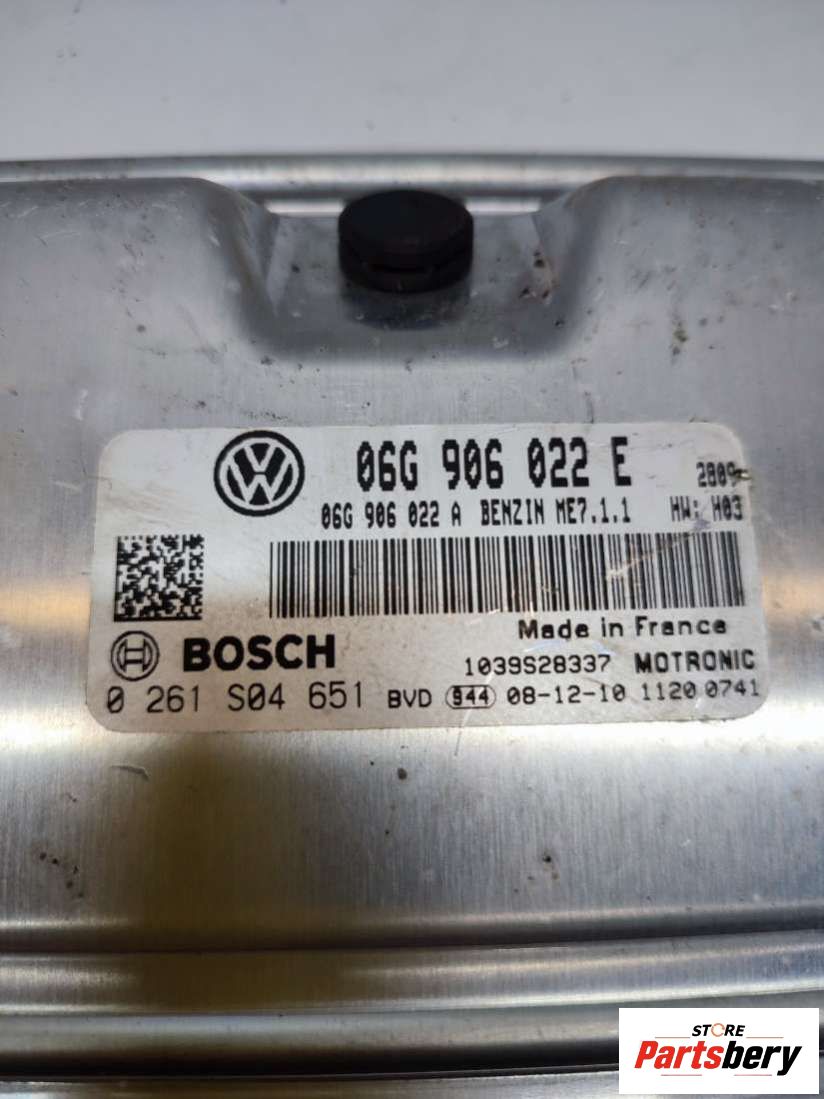 06G 906 022 E
2809
06G 906 022 A BENZIN ME7.1.1 HW: H03
Made in France
BOSCH 1039S28337 MOTRONIC
0 261 S04 651 BVD 944 08-12-10 1120 0741
STORE
Partsbery